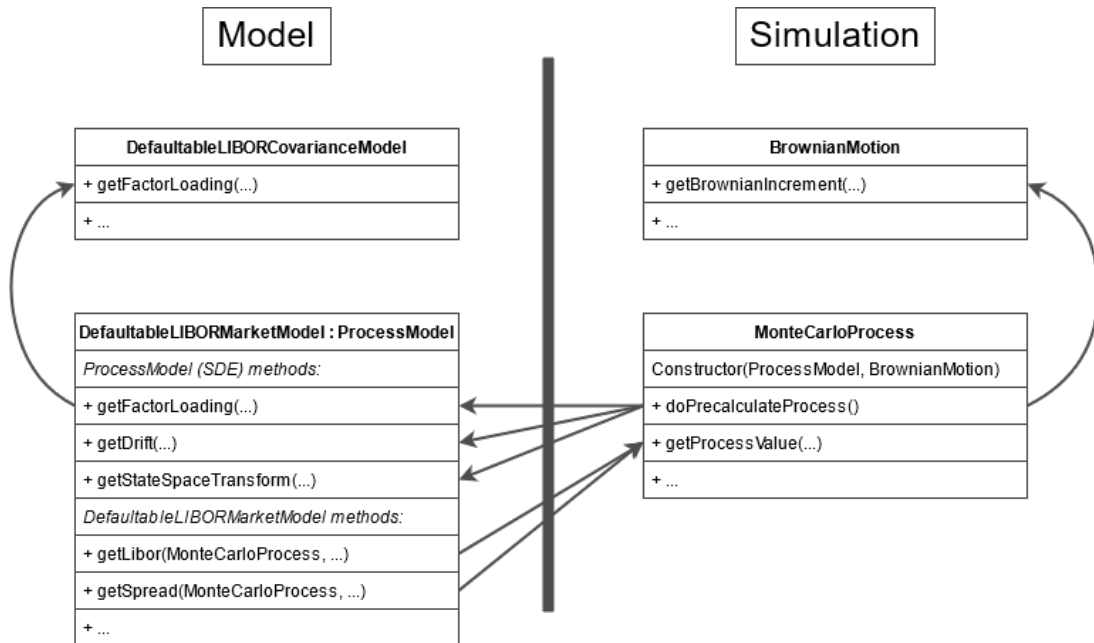 Model
Simulation
DefaultableLIBORCovarianceModel
+ getFactorLoading(...)
+ ...
BrownianMotion
+ getBrownianIncrement(...)
+ ...
DefaultableLIBORMarketModel : ProcessModel
ProcessModel (SDE) methods:
+ getFactorLoading(...)
+ getDrift(...)
+ getStateSpaceTransform(...)
DefaultableLIBORMarketModel methods:
+ getLibor(MonteCarloProcess, ...)
+ getSpread(MonteCarloProcess, ...)
+ ...
MonteCarloProcess
Constructor(ProcessModel, BrownianMotion)
+ doPrecalculateProcess()
+ getProcessValue(...)
+ ...